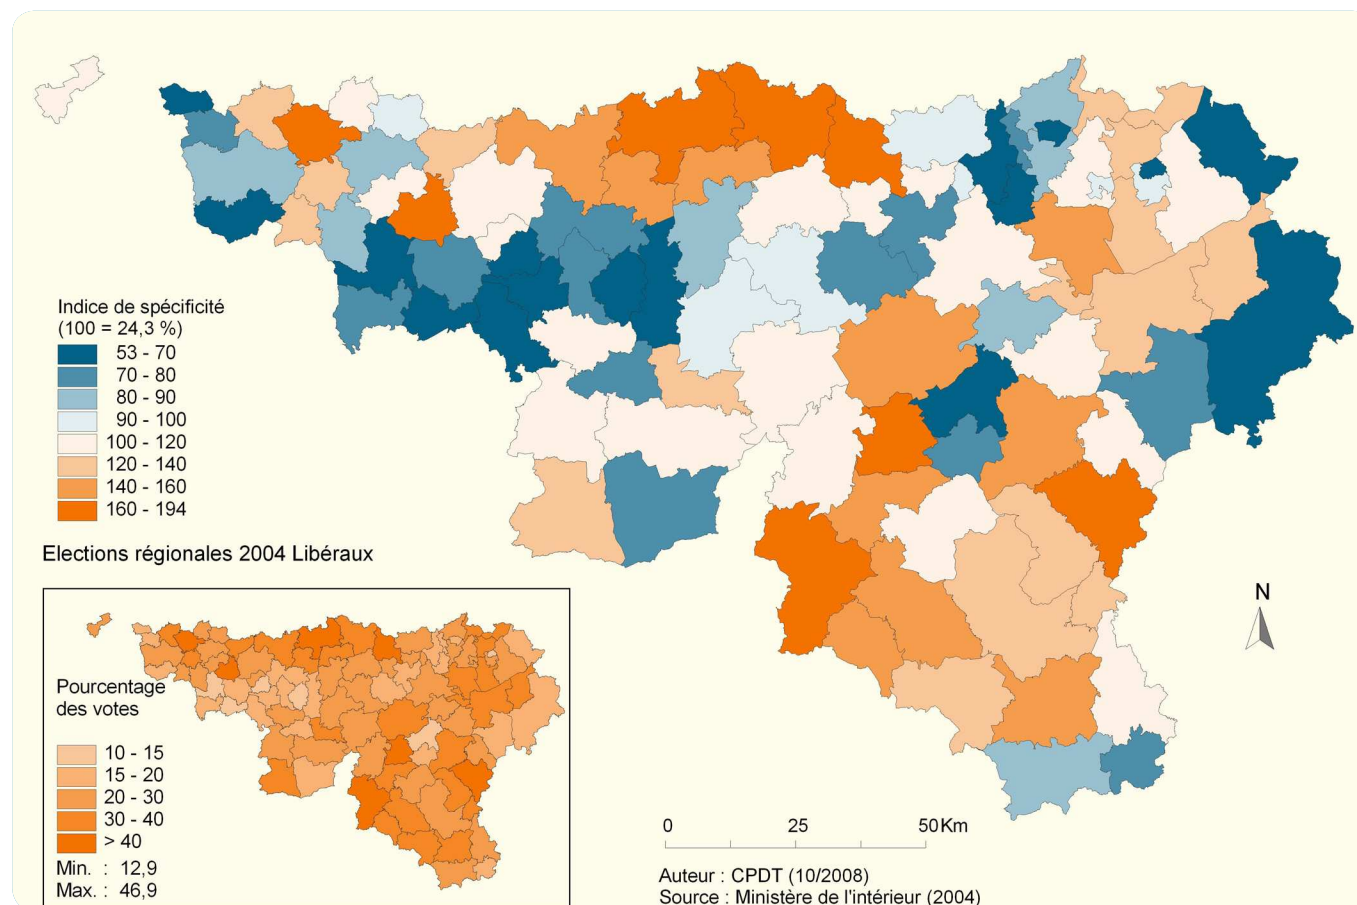 Indice de spécificité
(100 = 24,3 %)
53 - 70
70 - 80
80 - 90
90 - 100
100 - 120
120 - 140
140 - 160
160 - 194
Elections régionales 2004 Libéraux
Pourcentage
des votes
10 - 15
15 - 20
20 - 30
30 - 40
> 40
Min. : 12,9
Max. : 46,9
N
0 25 50Km
Auteur : CPDT (10/2008)
Source : Ministère de l'intérieur (2004)